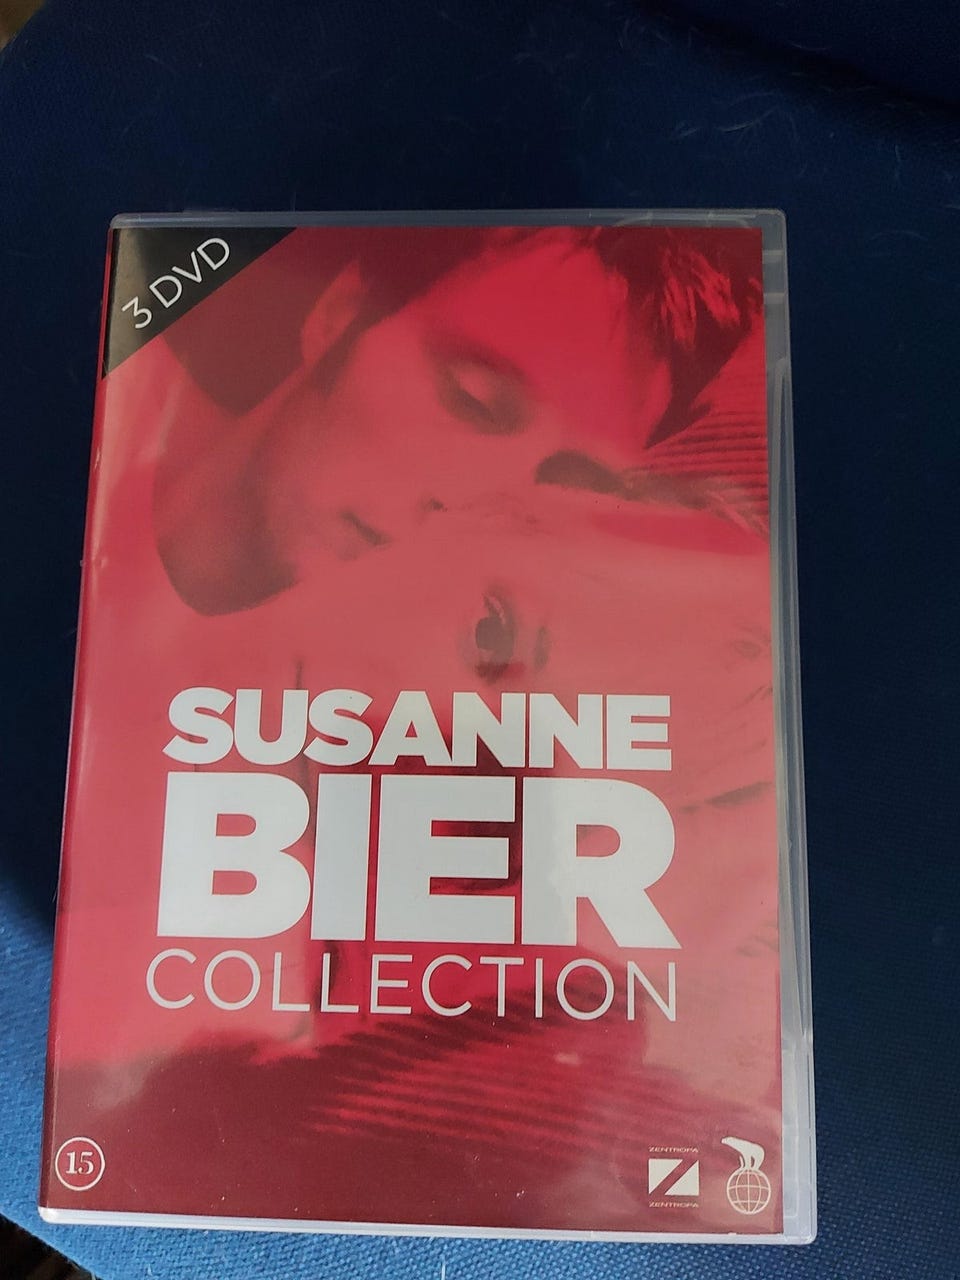 3 DVD
SUSANNE
BIER
COLLECTION
15
ZENTROPA
Z
ZENTROPA